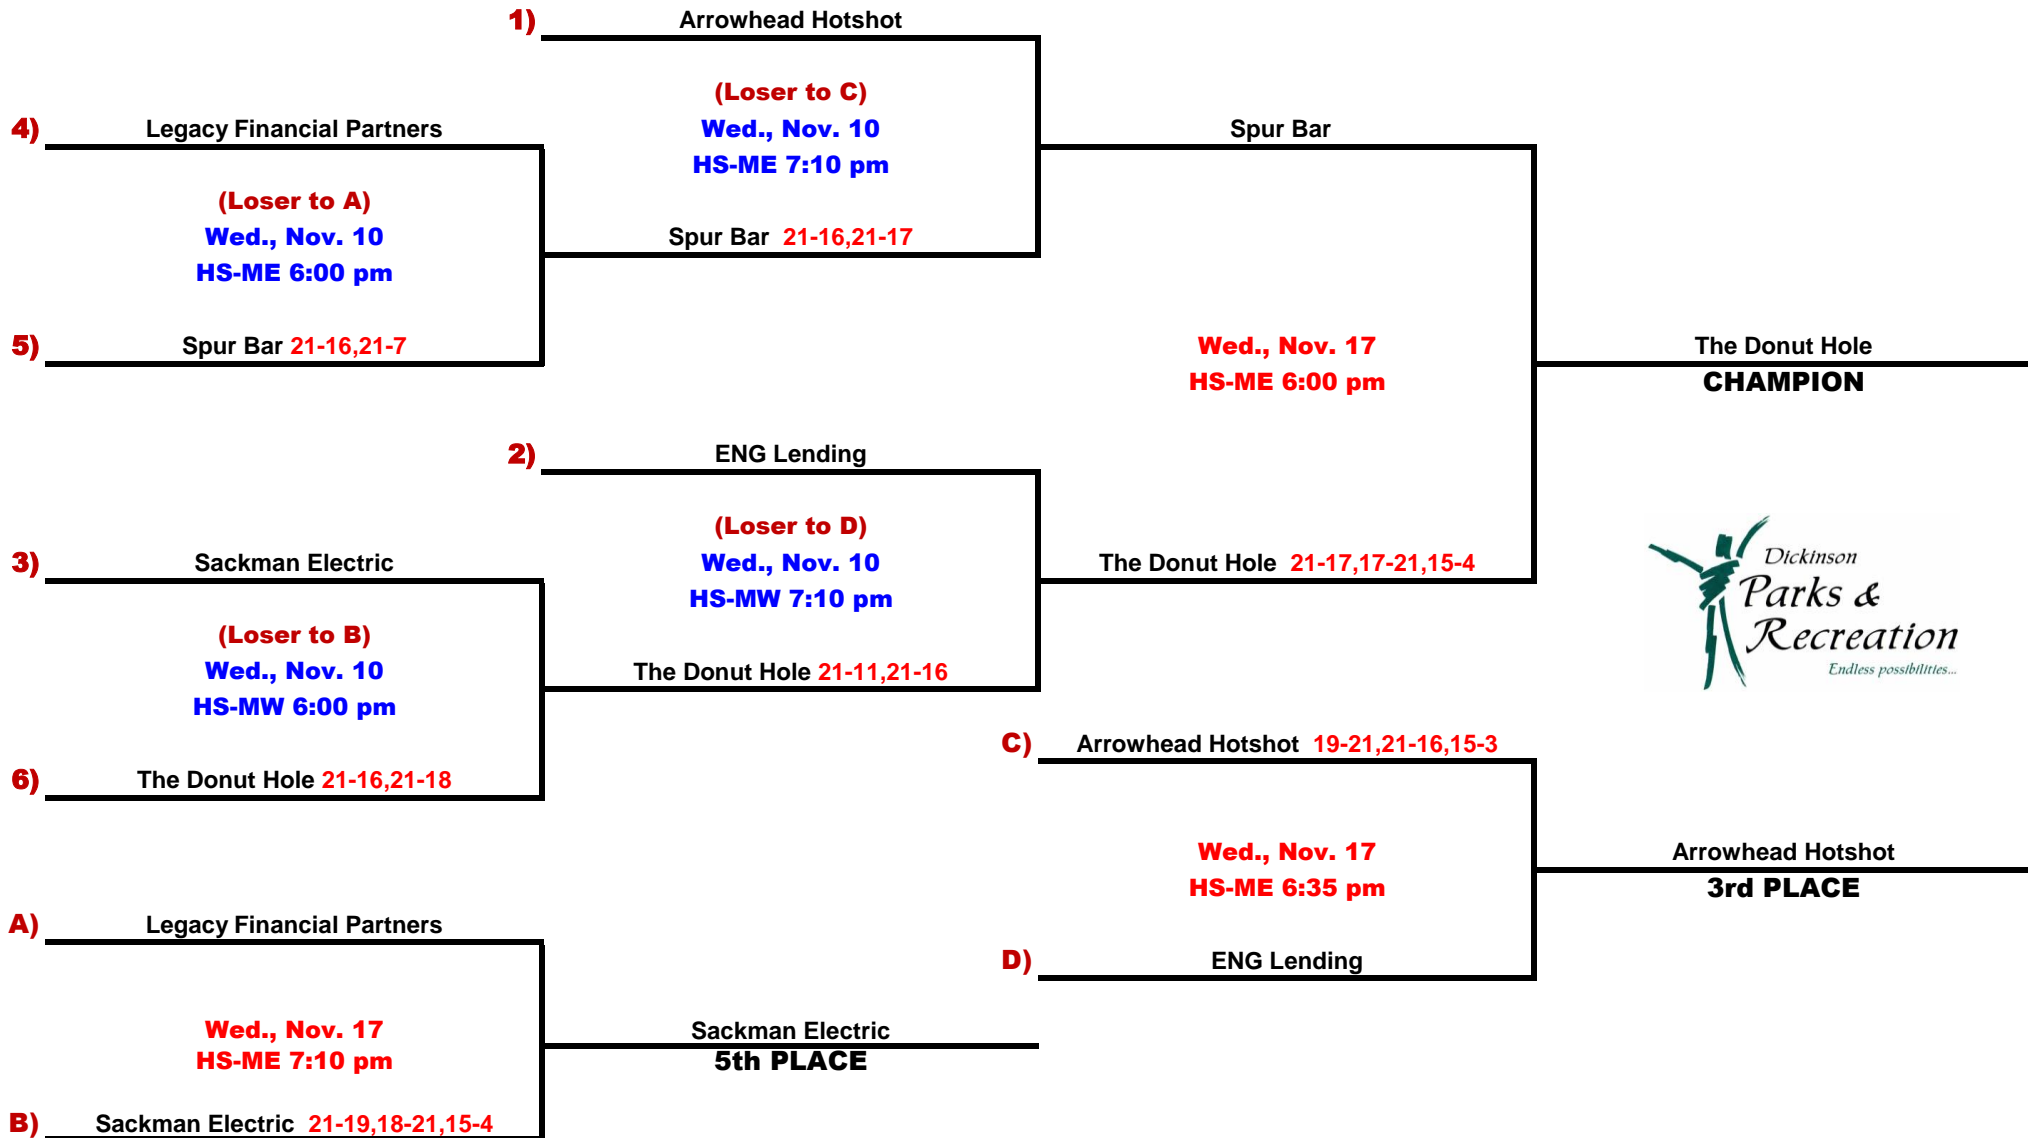 1) Arrowhead Hotshot
(Loser to C)
Wed., Nov. 10
HS-ME 7:10 pm
4) Legacy Financial Partners
Spur Bar
(Loser to A)
Wed., Nov. 10
HS-ME 6:00 pm
Spur Bar 21-16,21-17
5) Spur Bar 21-16,21-7
Wed., Nov. 17
HS-ME 6:00 pm
The Donut Hole
CHAMPION
2) ENG Lending
(Loser to D)
Wed., Nov. 10
HS-MW 7:10 pm
3) Sackman Electric
The Donut Hole 21-17,17-21,15-4
(Loser to B)
Wed., Nov. 10
HS-MW 6:00 pm
The Donut Hole 21-11,21-16
6) The Donut Hole 21-16,21-18
Dickinson
Parks &
Recreation
Endless possibilities...
C) Arrowhead Hotshot 19-21,21-16,15-3
Wed., Nov. 17
HS-ME 6:35 pm
Arrowhead Hotshot
3rd PLACE
D) ENG Lending
A) Legacy Financial Partners
Wed., Nov. 17
HS-ME 7:10 pm
Sackman Electric
5th PLACE
B) Sackman Electric 21-19,18-21,15-4